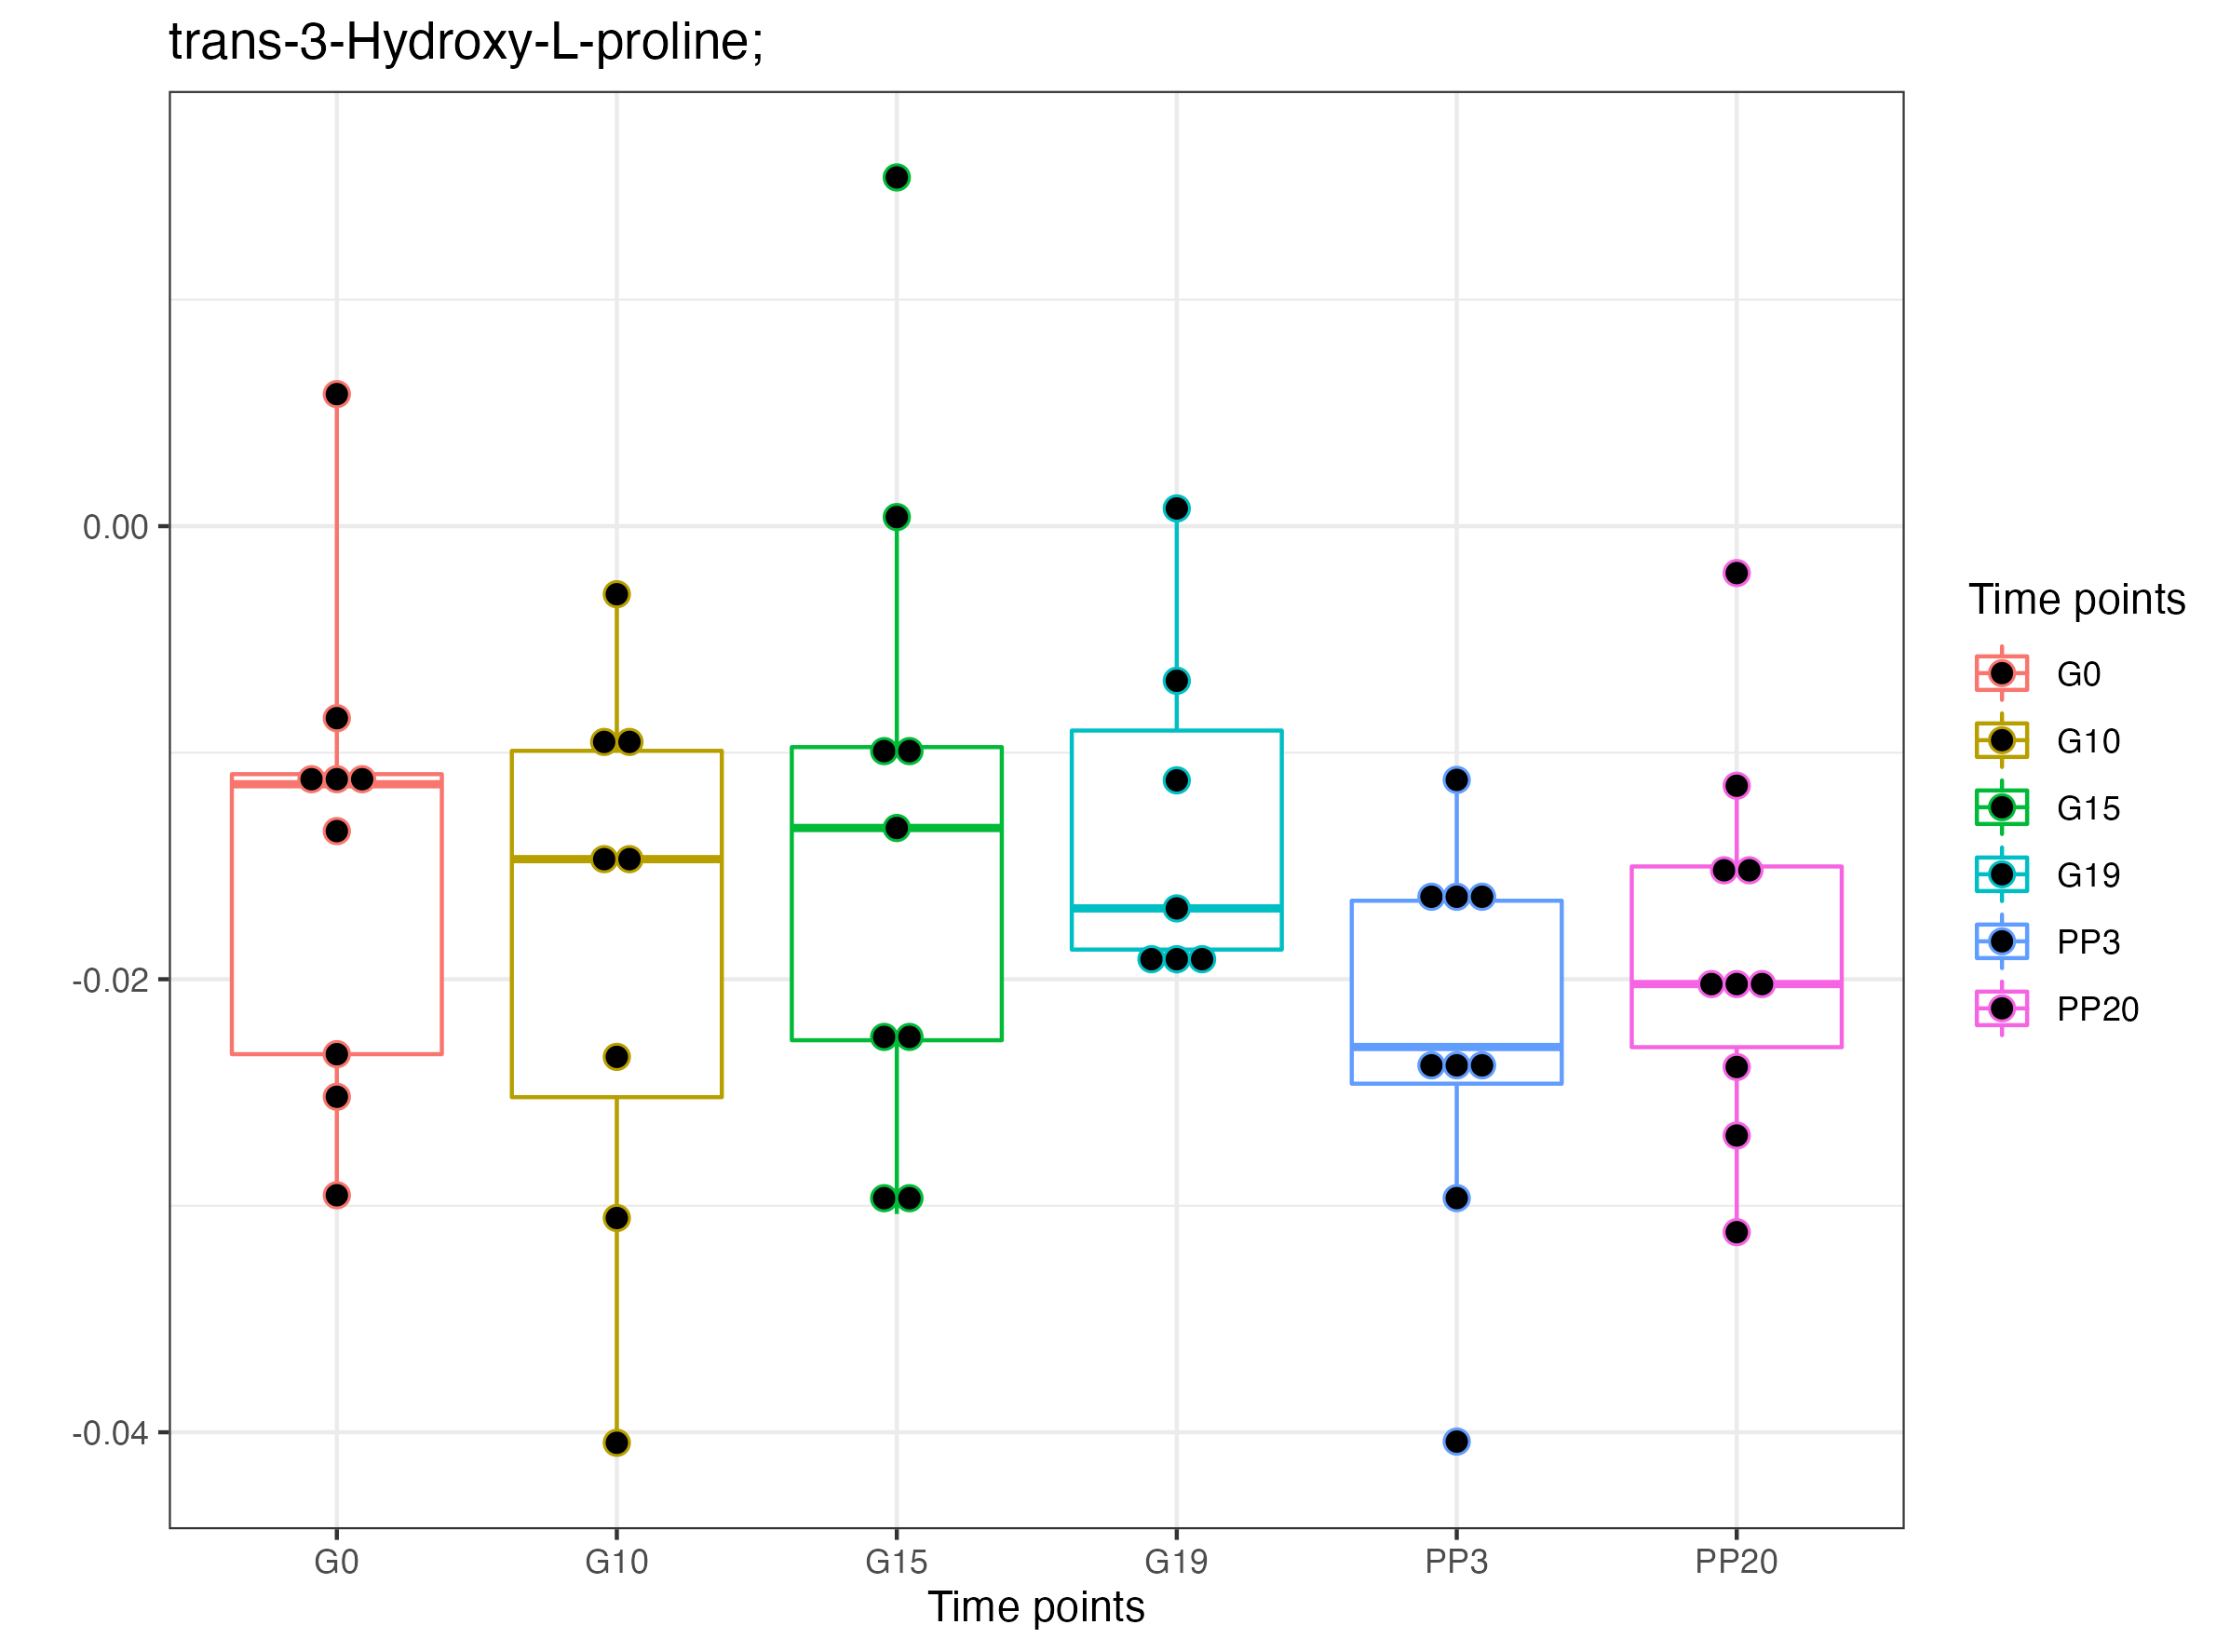 trans-3-Hydroxy-L-proline;
0.00
-0.02
-0.04
G0 G10 G15 G19 PP3 PP20
Time points
Time points
G0
G10
G15
G19
PP3
PP20